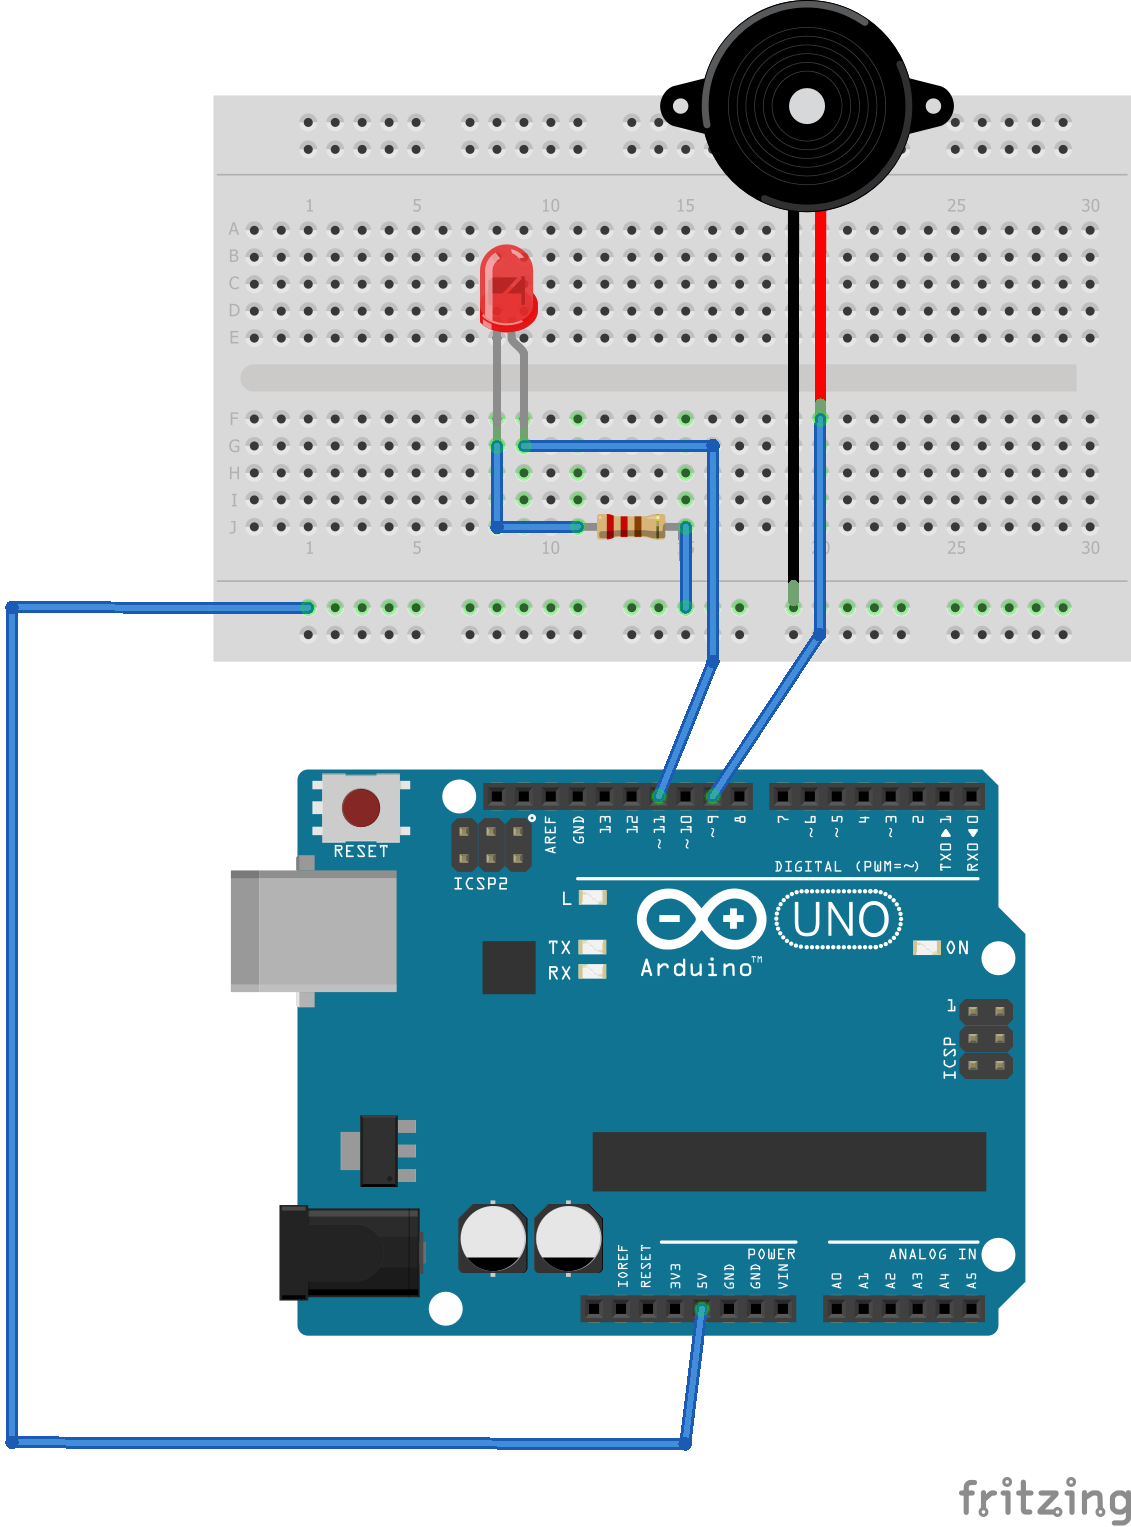 1 5 10 15 25 30
A
B
C
D
E
F
G
H
I
J
1 5 10 25 30
RESET
ICSP2
AREF
GND
13
12
~11
~10
~9
8
7
~6
~5
4
~3
2
TX0▶1
RX0◀0
DIGITAL (PWM=~)
L
TX
RX
UNO
Arduino™
ON
1
ICSP
IOREF
RESET
3V3
5V
GND
GND
VIN
POWER
ANALOG IN
A0
A1
A2
A3
A4
A5
fritzing